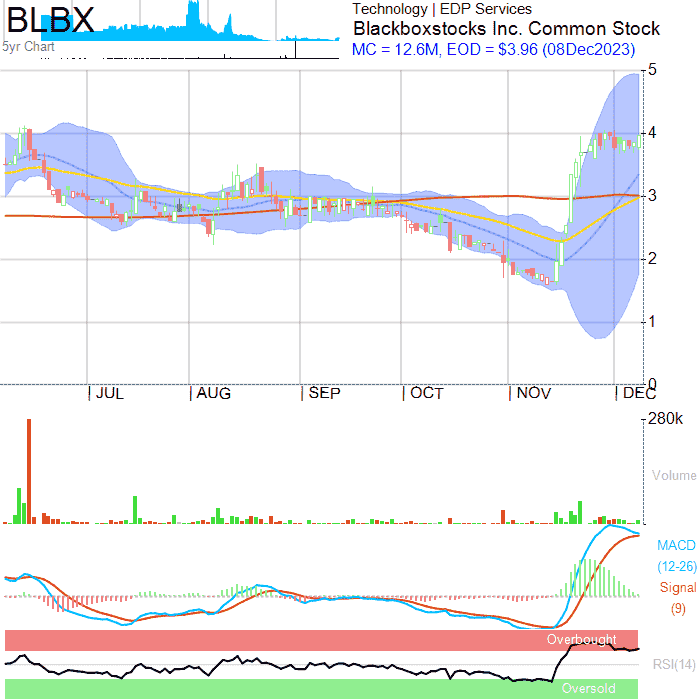 BLBX
5yr Chart
Technology | EDP Services
Blackboxstocks Inc. Common Stock
MC = 12.6M, EOD = $3.96 (08Dec2023)
5
4
3
2
1
0
JUL AUG SEP OCT NOV DEC
280k
Volume
MACD
(12-26)
Signal
(9)
Overbought
RSI(14)
Oversold